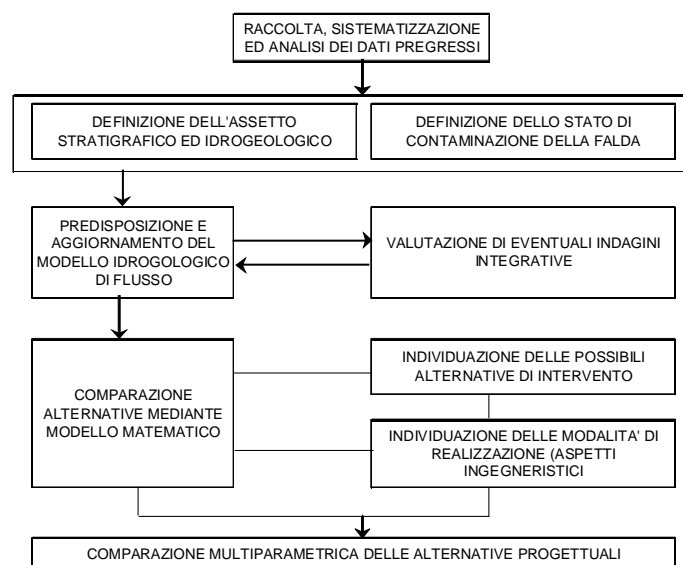 RACCOLTA, SISTEMATIZZAZIONE
ED ANALISI DEI DATI PREGRESSI
DEFINIZIONE DELL'ASSETTO
STRATIGRAFICO ED IDROGEOLOGICO
DEFINIZIONE DELLO STATO DI
CONTAMINAZIONE DELLA FALDA
PREDISPOSIZIONE E
AGGIORNAMENTO DEL
MODELLO IDROLOGICO
DI FLUSSO
VALUTAZIONE DI EVENTUALI INDAGINI
INTEGRATIVE
COMPARAZIONE
ALTERNATIVE MEDIANTE
MODELLO MATEMATICO
INDIVIDUAZIONE DELLE POSSIBILI
ALTERNATIVE DI INTERVENTO
INDIVIDUAZIONE DELLE MODALITA' DI
REALIZZAZIONE (ASPETTI
INGEGNERISTICI
COMPARAZIONE MULTIPARAMETRICA DELLE ALTERNATIVE PROGETTUALI